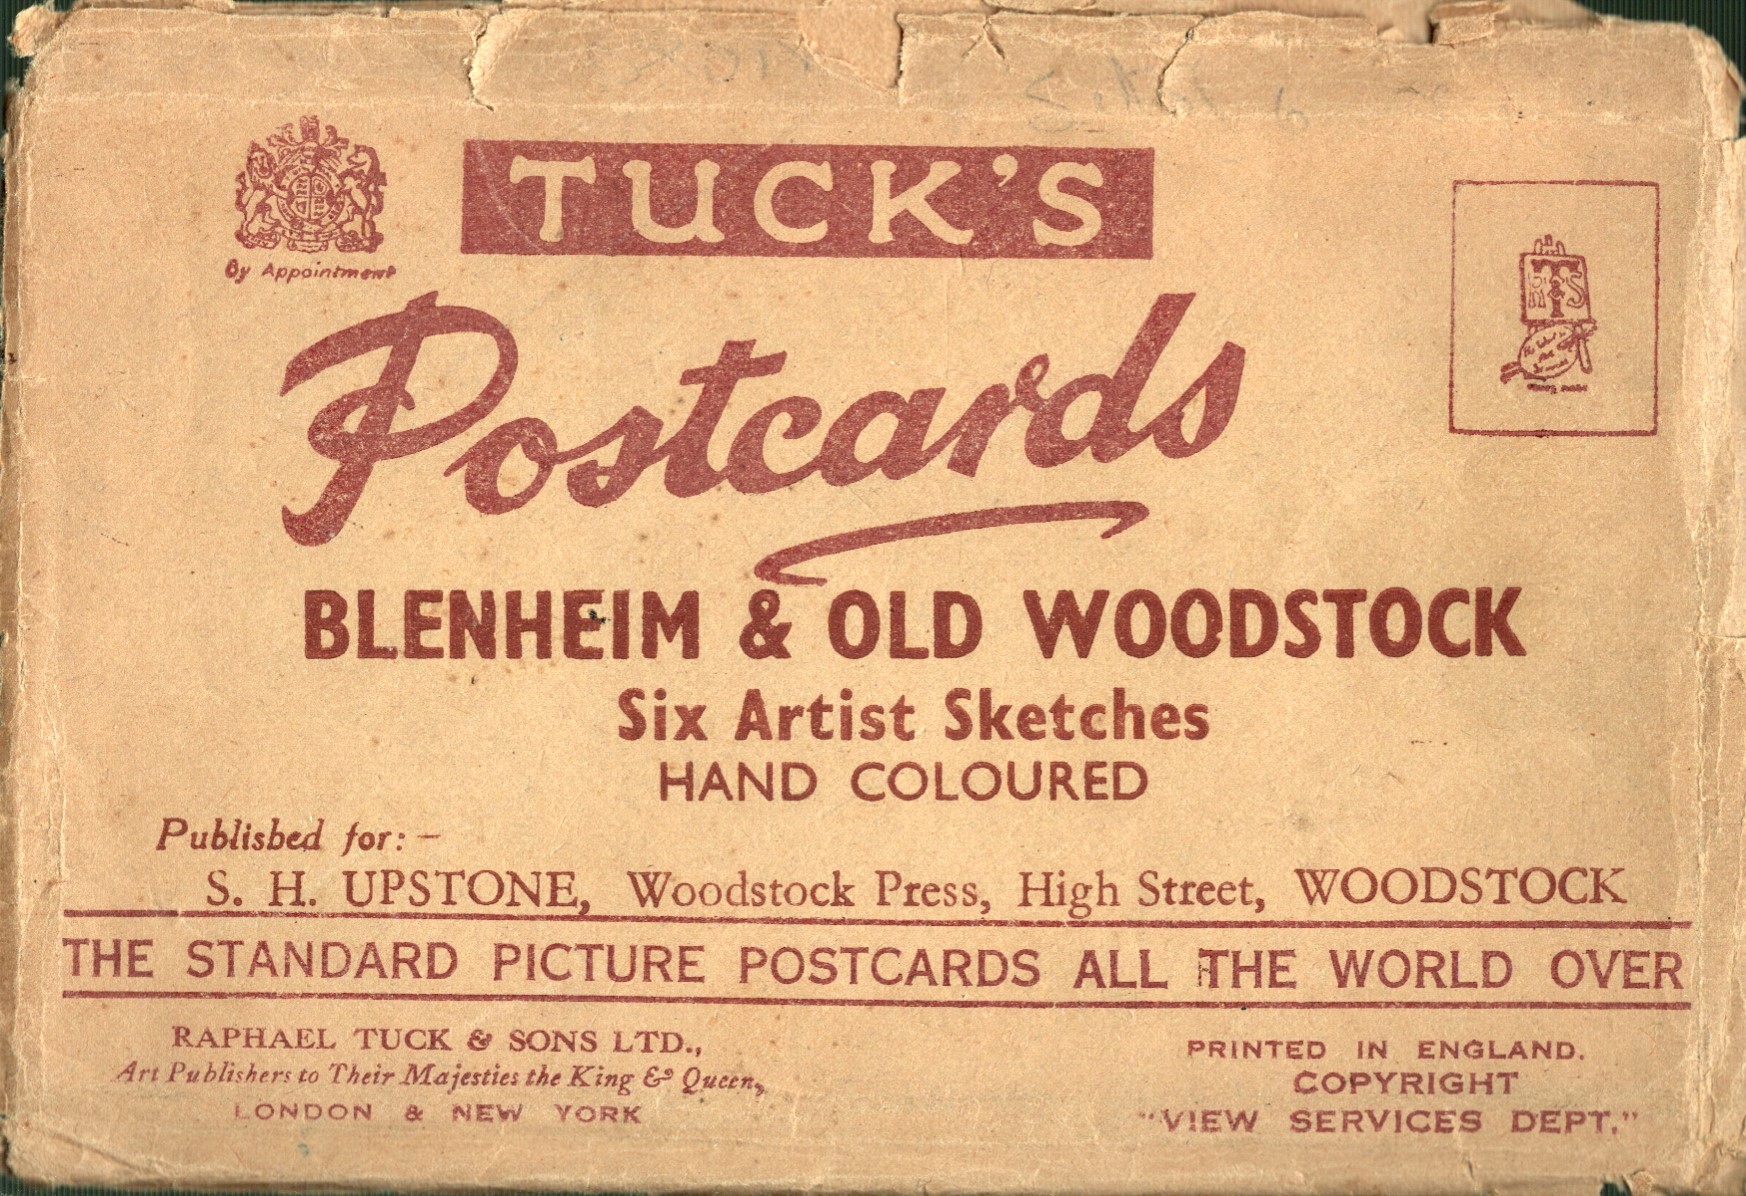 TUCK'S
By Appointment
Postcards
BLENHEIM & OLD WOODSTOCK
Six Artist Sketches
HAND COLOURED
Published for: -
S. H. UPSTONE, Woodstock Press, High Street, WOODSTOCK
THE STANDARD PICTURE POSTCARDS ALL THE WORLD OVER
RAPHAEL TUCK & SONS LTD.,
Art Publishers to Their Majesties the King & Queen,
LONDON & NEW YORK
PRINTED IN ENGLAND.
COPYRIGHT
"VIEW SERVICES DEPT."